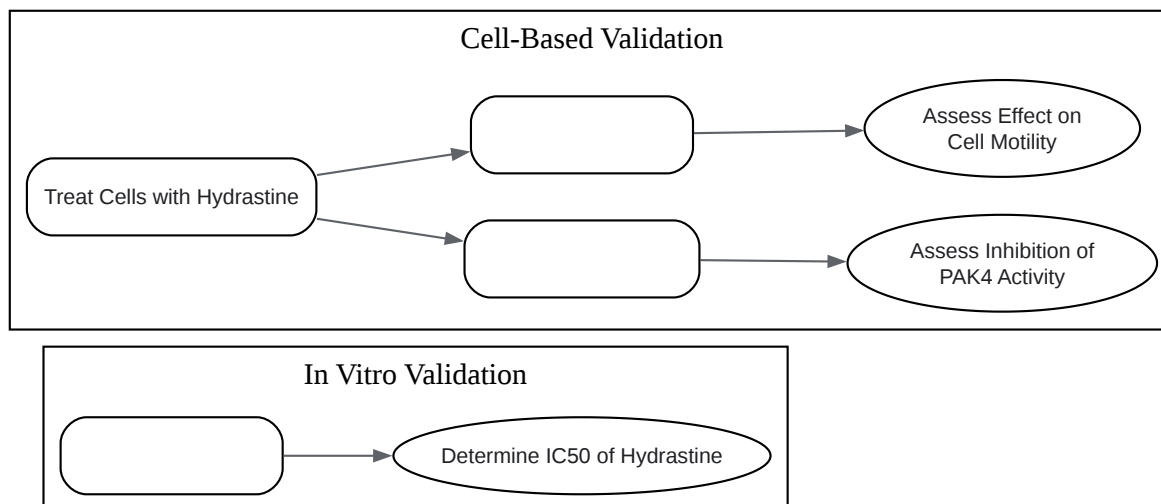 Cell-Based Validation
Treat Cells with Hydrastine
Assess Effect on
Cell Motility
Assess Inhibition of
PAK4 Activity
In Vitro Validation
Determine IC50 of Hydrastine